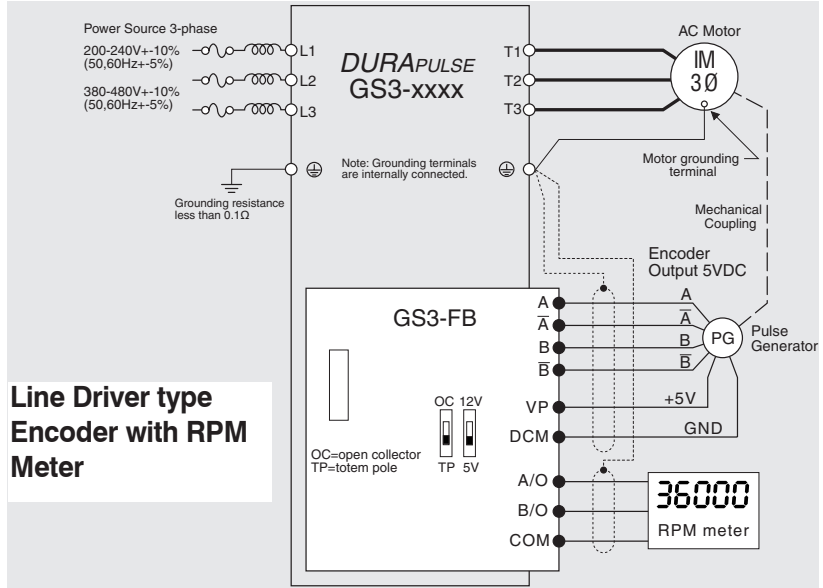 Power Source 3-phase
200-240V+-10%
(50,60Hz+-5%)
380-480V+-10%
(50,60Hz+-5%)
L1
L2
L3
DURAPULSE
GS3-xxxx
T1
T2
T3
AC Motor
IM
3Ø
Note: Grounding terminals
are internally connected.
Grounding resistance
less than 0.1Ω
Motor grounding
terminal
Mechanical
Coupling
Encoder
Output 5VDC
GS3-FB
A
A̅
B
B̅
VP
DCM
A
A̅
B
B̅
+5V
GND
PG
Pulse
Generator
Line Driver type
Encoder with RPM
Meter
OC 12V
OC=open collector
TP=totem pole
TP 5V
A/O
B/O
COM
36000
RPM meter